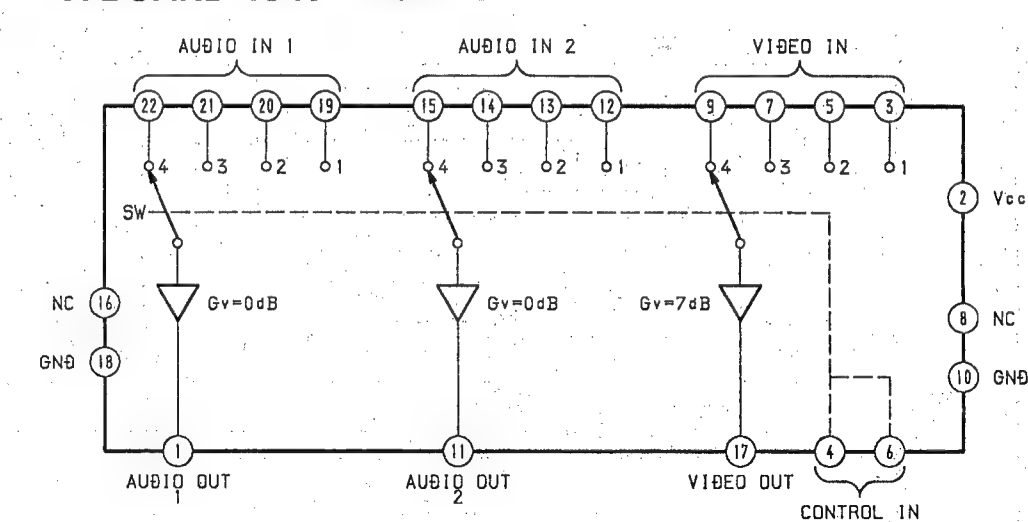 AUDIO IN 1 AUDIO IN 2 VIDEO IN
22 21 20 19 15 14 13 12 9 7 5 3
4 3 2 1 4 3 2 1 4 3 2 1
2 Vcc
SW
NC 16 Gv=0dB Gv=0dB Gv=7dB
8 NC
GND 18
10 GND
1 11 17 4 6
AUDIO OUT 1 AUDIO OUT 2 VIDEO OUT
CONTROL IN